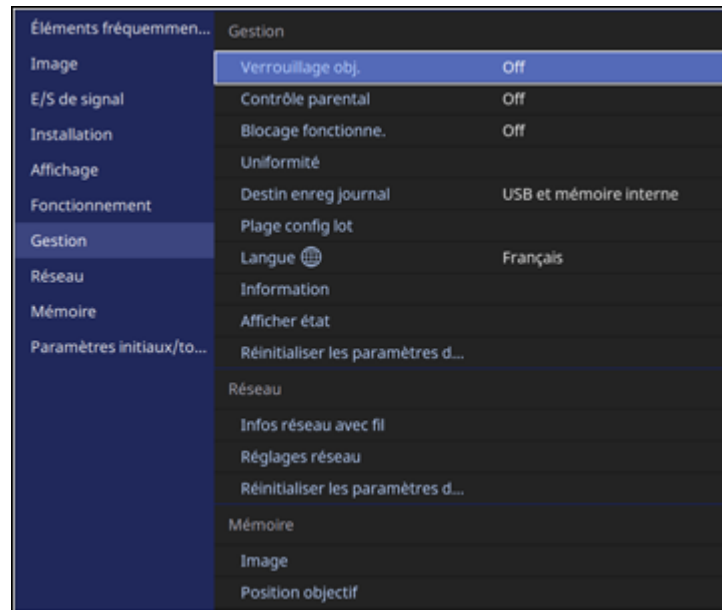 Éléments fréquemmen...
Image
E/S de signal
Installation
Affichage
Fonctionnement
Gestion
Réseau
Mémoire
Paramètres initiaux/to...
Gestion
Verrouillage obj. Off
Contrôle parental Off
Blocage fonctionne. Off
Uniformité
Destin enreg journal USB et mémoire interne
Plage config lot
Langue Français
Information
Afficher état
Réinitialiser les paramètres d...
Réseau
Infos réseau avec fil
Réglages réseau
Réinitialiser les paramètres d...
Mémoire
Image
Position objectif